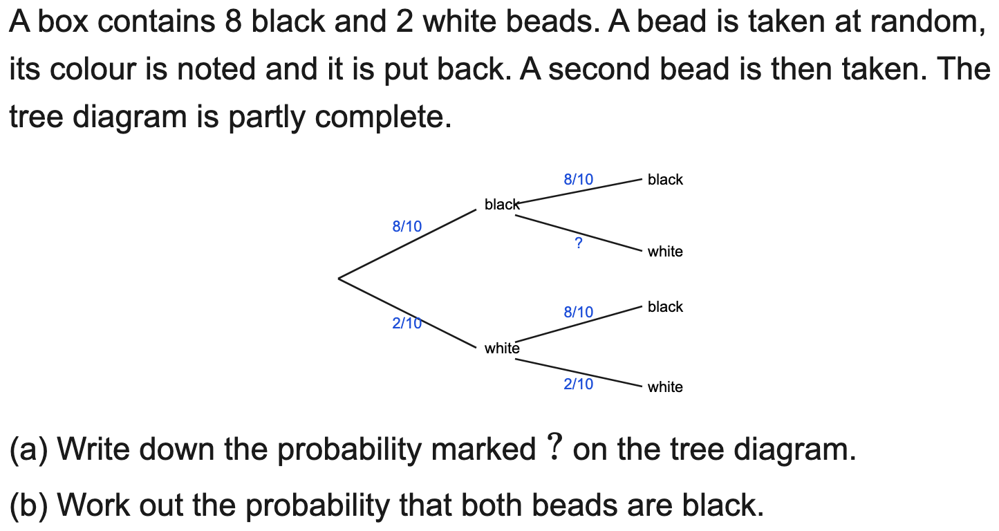 A box contains 8 black and 2 white beads. A bead is taken at random,
its colour is noted and it is put back. A second bead is then taken. The
tree diagram is partly complete.
8/10
black
black
8/10
?
white
8/10
black
2/10
white
2/10
white
(a) Write down the probability marked ? on the tree diagram.
(b) Work out the probability that both beads are black.